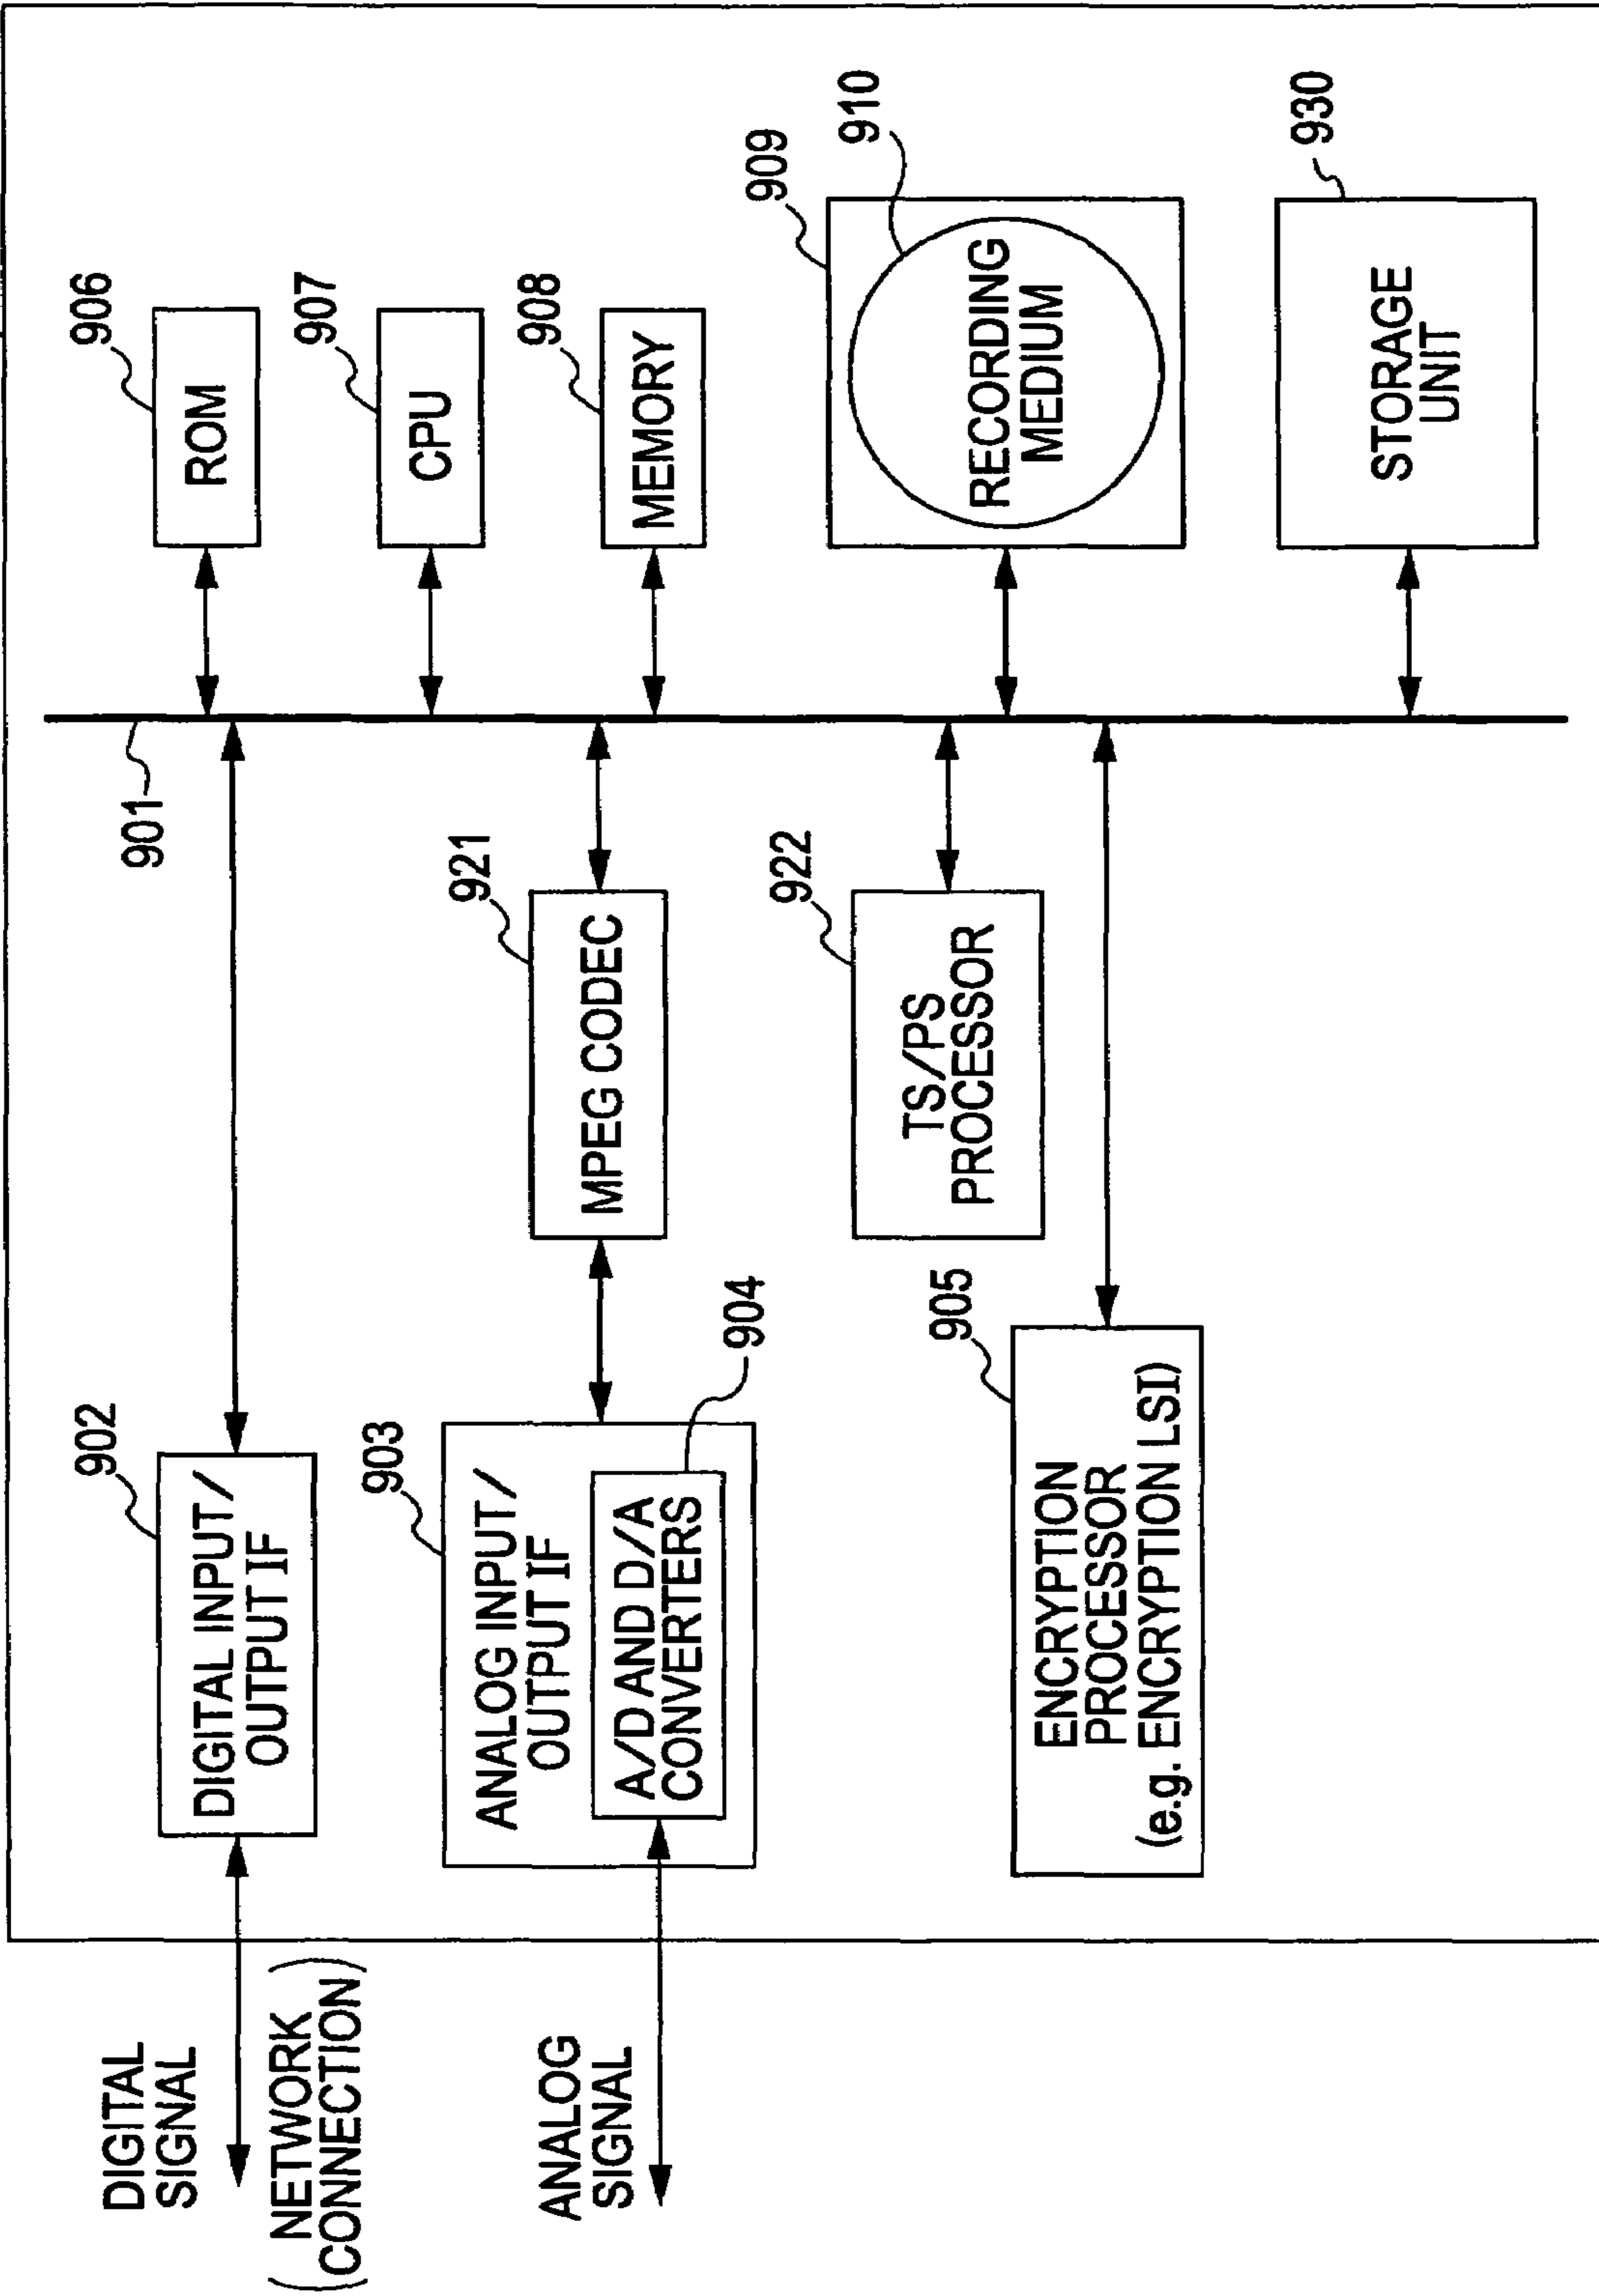 DIGITAL
SIGNAL
(NETWORK
CONNECTION)
ANALOG
SIGNAL
902
DIGITAL INPUT/
OUTPUT IF
903
ANALOG INPUT/
OUTPUT IF
904
A/D AND D/A
CONVERTERS
905
ENCRYPTION
PROCESSOR
(e.g. ENCRYPTION LSI)
921
MPEG CODEC
922
TS/PS
PROCESSOR
901
906
ROM
907
CPU
908
MEMORY
909
910
RECORDING
MEDIUM
930
STORAGE
UNIT